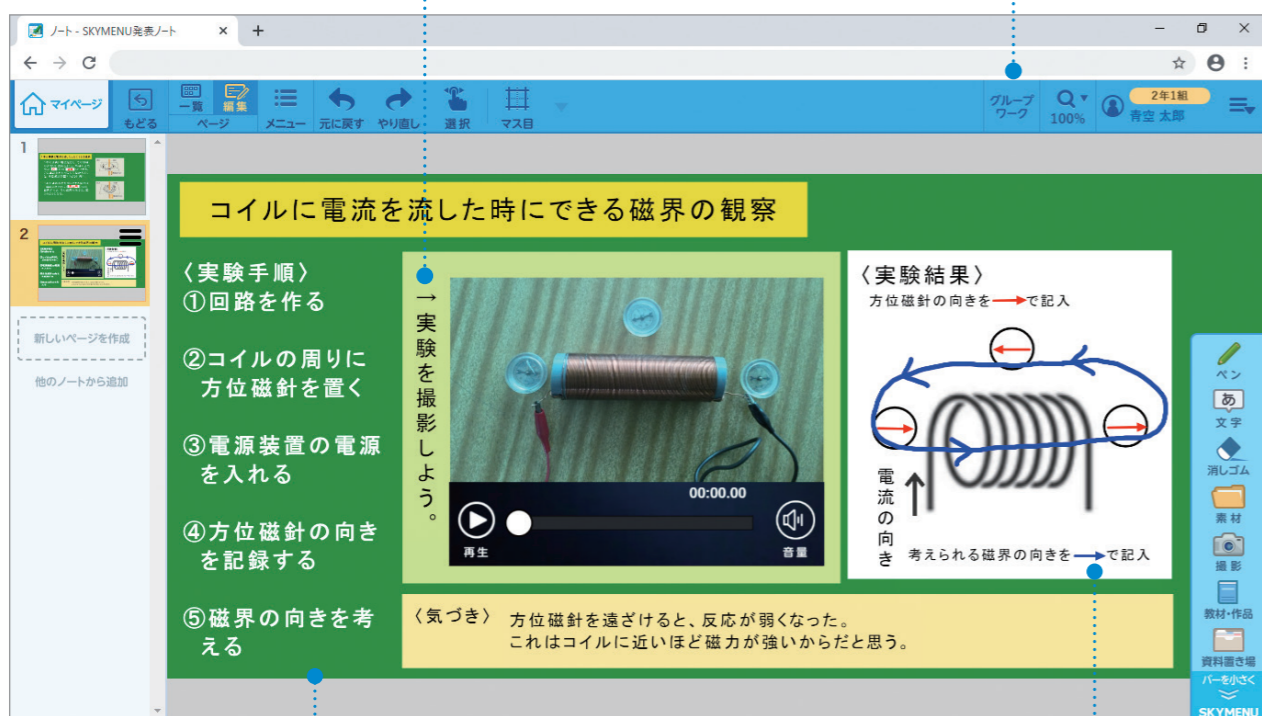 ノート - SKYMENU発表ノート
マイページ
もどる
一覧
編集
ページ
メニュー
元に戻す
やり直し
選択
マス目
グループ
ワーク
100%
2年1組
青空 太郎
1
2
新しいページを作成
他のノートから追加
コイルに電流を流した時にできる磁界の観察
〈実験手順〉
①回路を作る
②コイルの周りに
方位磁針を置く
③電源装置の電源
を入れる
④方位磁針の向き
を記録する
⑤磁界の向きを考
える
→実験を撮影しよう。
00:00.00
再生
音量
〈実験結果〉
方位磁針の向きを→で記入
電流の向き
考えられる磁界の向きを→で記入
〈気づき〉
方位磁針を遠ざけると、反応が弱くなった。
これはコイルに近いほど磁力が強いからだと思う。
ペン
あ
文字
消しゴム
素材
撮影
教材・作品
資料置き場
バーを小さく
SKYMENU